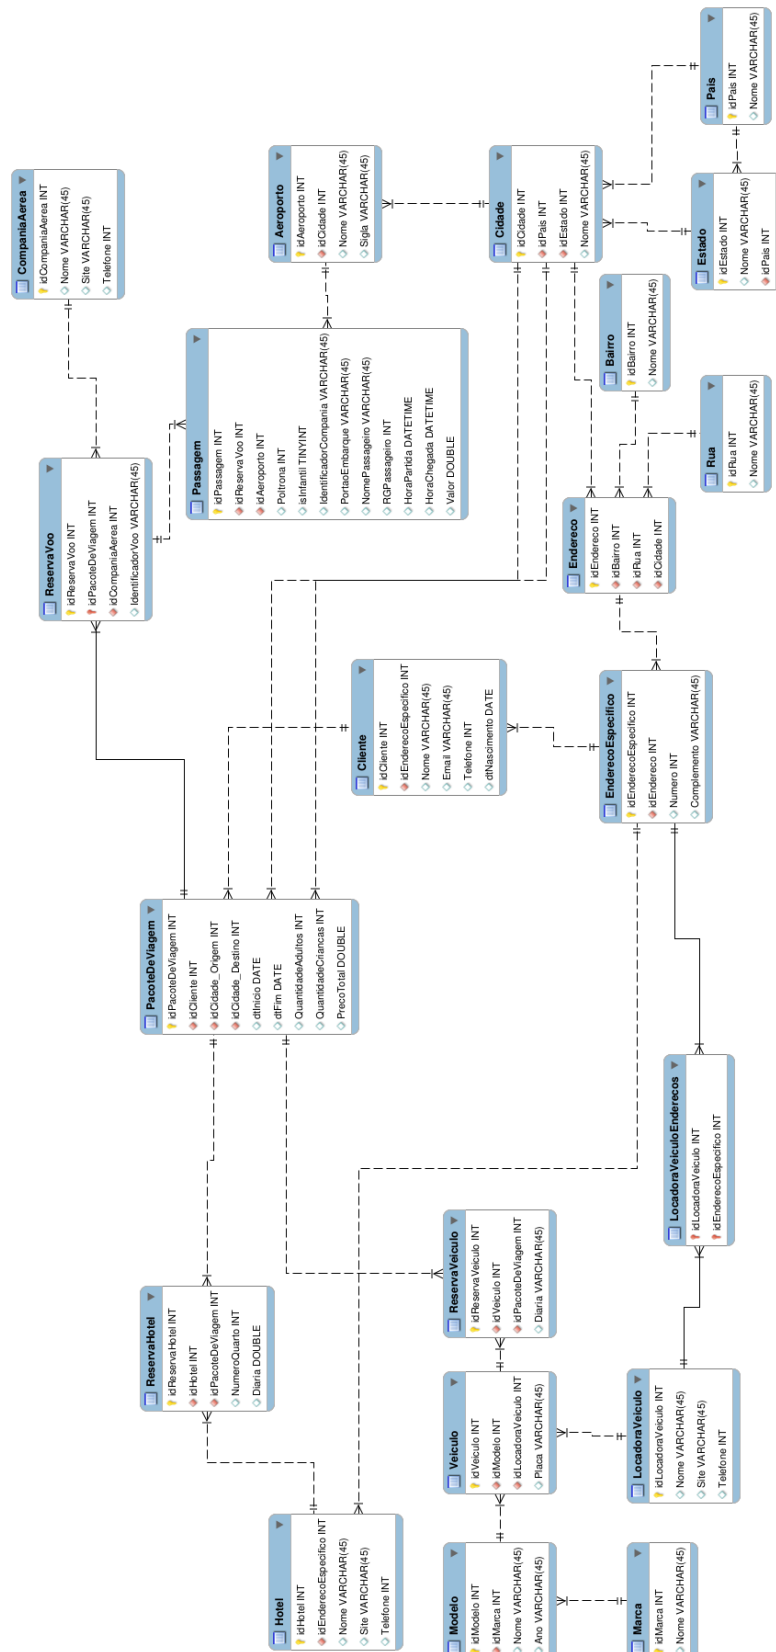 CompaniaAerea
idCompaniaAerea INT
Nome VARCHAR(45)
Site VARCHAR(45)
Telefone INT
ReservaVoo
idReservaVoo INT
idPacoteDeViagem INT
idCompaniaAerea INT
IdentificadorVoo VARCHAR(45)
ReservaHotel
idReservaHotel INT
idHotel INT
idPacoteDeViagem INT
NumeroQuarto INT
Diaria DOUBLE
PacoteDeViagem
idPacoteDeViagem INT
idCliente INT
idCidade_Origem INT
idCidade_Destino INT
dtInicio DATE
dtFim DATE
QuantidadeAdultos INT
QuantidadeCriancas INT
PrecoTotal DOUBLE
Passagem
idPassagem INT
idReservaVoo INT
idAeroporto INT
Poltrona INT
isInfantil TINYINT
IdentificadorCompania VARCHAR(45)
PortaoEmbarque VARCHAR(45)
NomePassageiro VARCHAR(45)
RGPassageiro INT
HoraPartida DATETIME
HoraChegada DATETIME
Valor DOUBLE
Hotel
idHotel INT
idEnderecoEspecifico INT
Nome VARCHAR(45)
Site VARCHAR(45)
Telefone INT
Aeroporto
idAeroporto INT
idCidade INT
Nome VARCHAR(45)
Sigla VARCHAR(45)
Cliente
idCliente INT
idEnderecoEspecifico INT
Nome VARCHAR(45)
Email VARCHAR(45)
Telefone INT
dtNascimento DATE
Modelo
idModelo INT
idMarca INT
Nome VARCHAR(45)
Ano VARCHAR(45)
Veiculo
idVeiculo INT
idModelo INT
idLocadoraVeiculo INT
Placa VARCHAR(45)
ReservaVeiculo
idReservaVeiculo INT
idVeiculo INT
idPacoteDeViagem INT
Diaria VARCHAR(45)
Cidade
idCidade INT
idPais INT
idEstado INT
Nome VARCHAR(45)
Endereco
idEndereco INT
idBairro INT
idRua INT
idCidade INT
EnderecoEspecifico
idEnderecoEspecifico INT
idEndereco INT
Numero INT
Complemento VARCHAR(45)
Bairro
idBairro INT
Nome VARCHAR(45)
Marca
idMarca INT
Nome VARCHAR(45)
LocadoraVeiculo
idLocadoraVeiculo INT
Nome VARCHAR(45)
Site VARCHAR(45)
Telefone INT
LocadoraVeiculoEnderecos
idLocadoraVeiculo INT
idEnderecoEspecifico INT
Estado
idEstado INT
Nome VARCHAR(45)
idPais INT
Rua
idRua INT
Nome VARCHAR(45)
Pais
idPais INT
Nome VARCHAR(45)